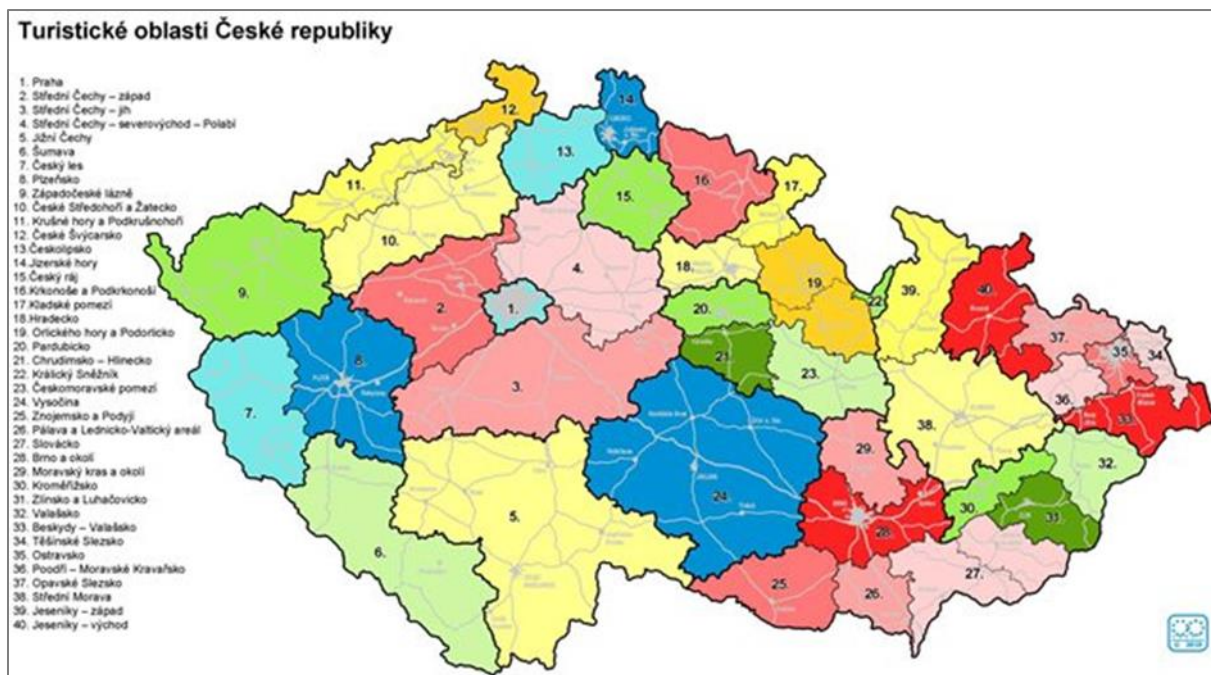 Turistické oblasti České republiky
1. Praha
2. Střední Čechy – západ
3. Střední Čechy – jih
4. Střední Čechy – severovýchod – Polabí
5. Jižní Čechy
6. Šumava
7. Český les
8. Plzeňsko
9. Západočeské lázně
10. České Středohoří a Žatecko
11. Krušné hory a Podkrušnohoří
12. České Švýcarsko
13. Českolipsko
14. Jizerské hory
15. Český ráj
16. Krkonoše a Podkrkonoší
17. Kladské pomezí
18. Hradecko
19. Orlického hory a Podorlicko
20. Pardubicko
21. Chrudimsko – Hlinecko
22. Králický Sněžník
23. Českomoravské pomezí
24. Vysočina
25. Znojemsko a Podyjí
26. Pálava a Lednicko-Valtický areál
27. Slovácko
28. Brno a okolí
29. Moravský kras a okolí
30. Kroměřížsko
31. Zlínsko a Luhačovicko
32. Valašsko
33. Beskydy – Valašsko
34. Těšínské Slezsko
35. Ostravsko
36. Poodří – Moravské Kravařsko
37. Opavské Slezsko
38. Střední Morava
39. Jeseníky – západ
40. Jeseníky – východ
12.
14.
13.
11.
16.
17.
15.
10.
18.
4.
9.
19.
22.
39.
40.
2.
1.
20.
37.
35.
34.
8.
21.
3.
23.
36.
33.
7.
38.
29.
32.
24.
30.
31.
5.
28.
6.
27.
25.
26.